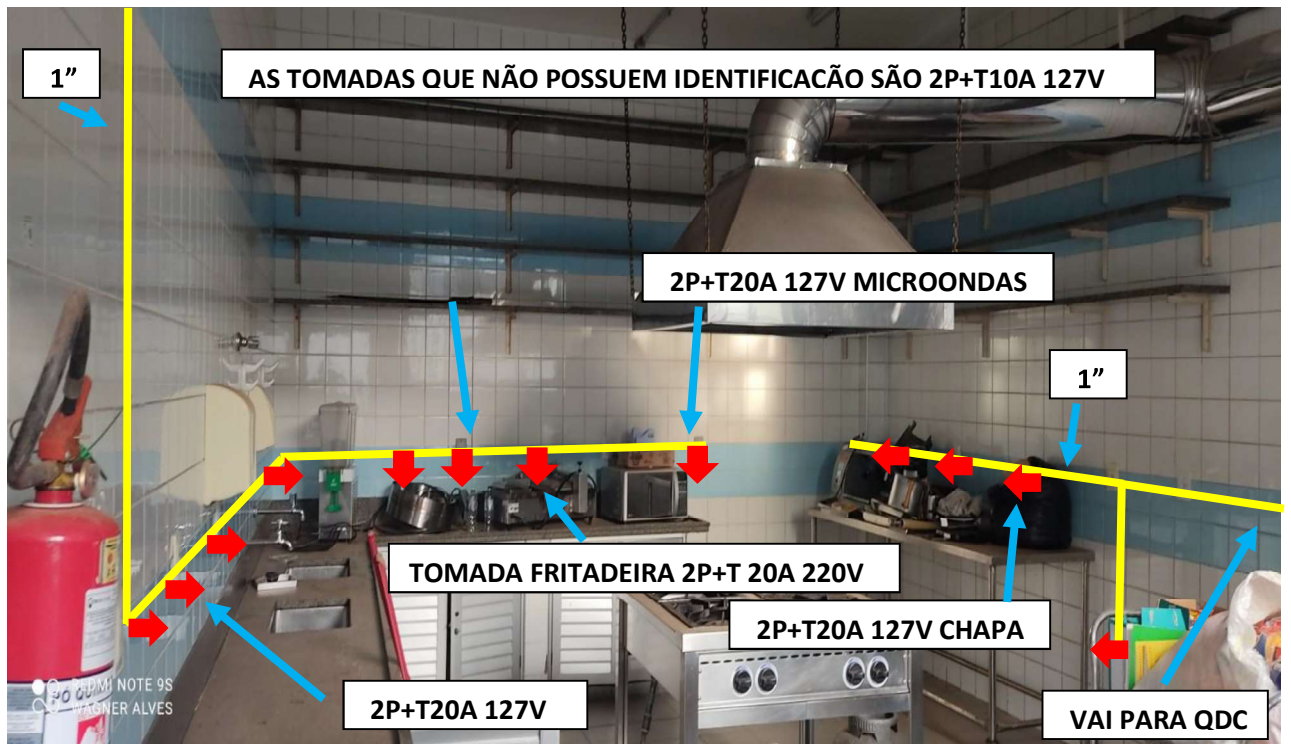 1”
AS TOMADAS QUE NÃO POSSUEM IDENTIFICACÃO SÃO 2P+T10A 127V
2P+T20A 127V MICROONDAS
1”
TOMADA FRITADEIRA 2P+T 20A 220V
2P+T20A 127V CHAPA
2P+T20A 127V
VAI PARA QDC
REDMI NOTE 9S
WAGNER ALVES